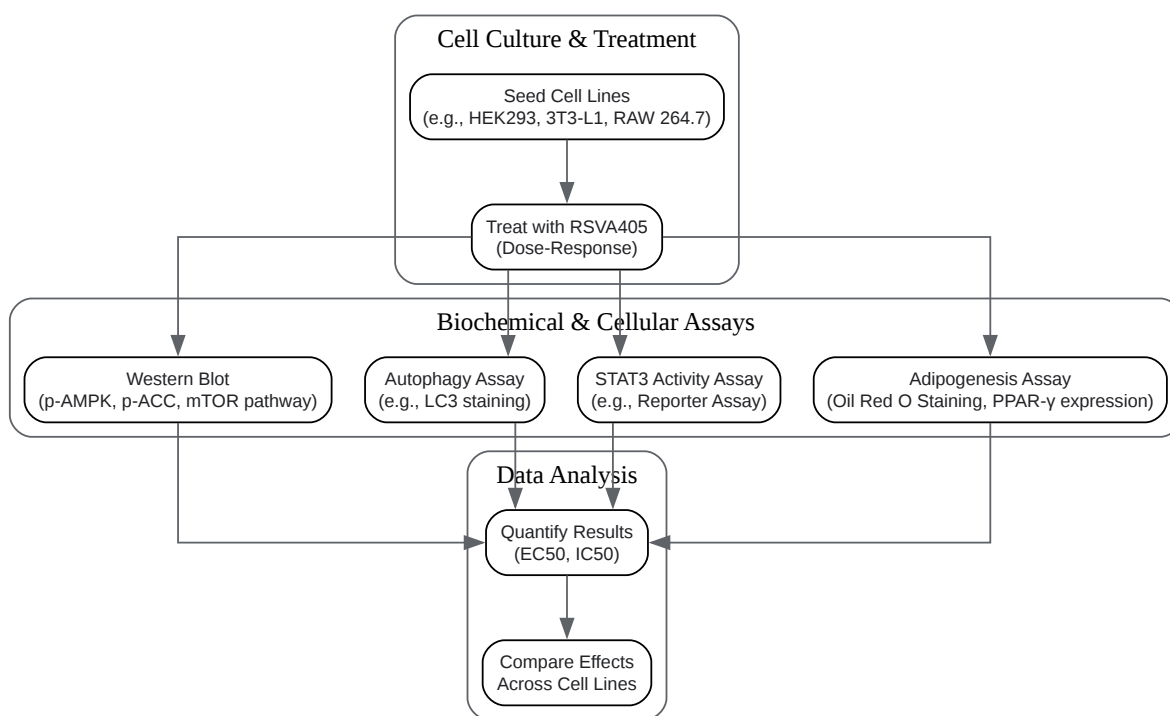 Cell Culture & Treatment
Seed Cell Lines
(e.g., HEK293, 3T3-L1, RAW 264.7)
Treat with RSVA405
(Dose-Response)
Biochemical & Cellular Assays
Western Blot
(p-AMPK, p-ACC, mTOR pathway)
Autophagy Assay
(e.g., LC3 staining)
STAT3 Activity Assay
(e.g., Reporter Assay)
Adipogenesis Assay
(Oil Red O Staining, PPAR-γ expression)
Data Analysis
Quantify Results
(EC50, IC50)
Compare Effects
Across Cell Lines